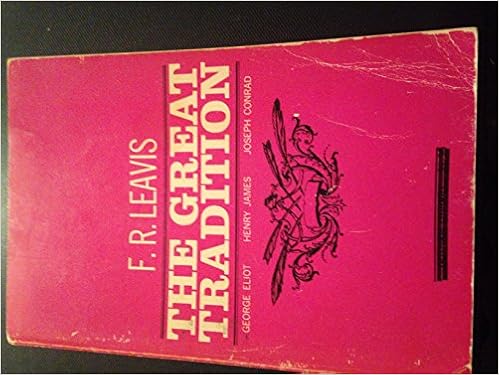 F. R. LEAVIS
THE GREAT
TRADITION
GEORGE ELIOT HENRY JAMES JOSEPH CONRAD